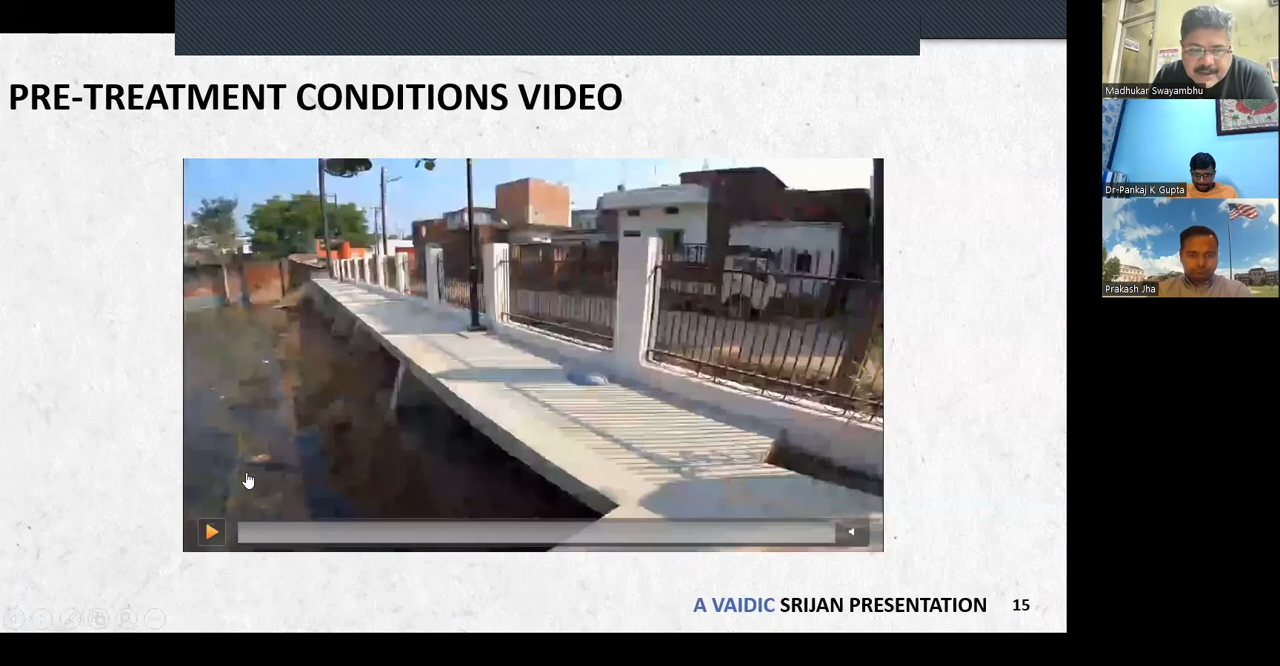 PRE-TREATMENT CONDITIONS VIDEO
A VAIDIC SRIJAN PRESENTATION 15
Madhukar Swayambhu
Dr-Pankaj K Gupta
Prakash Jha